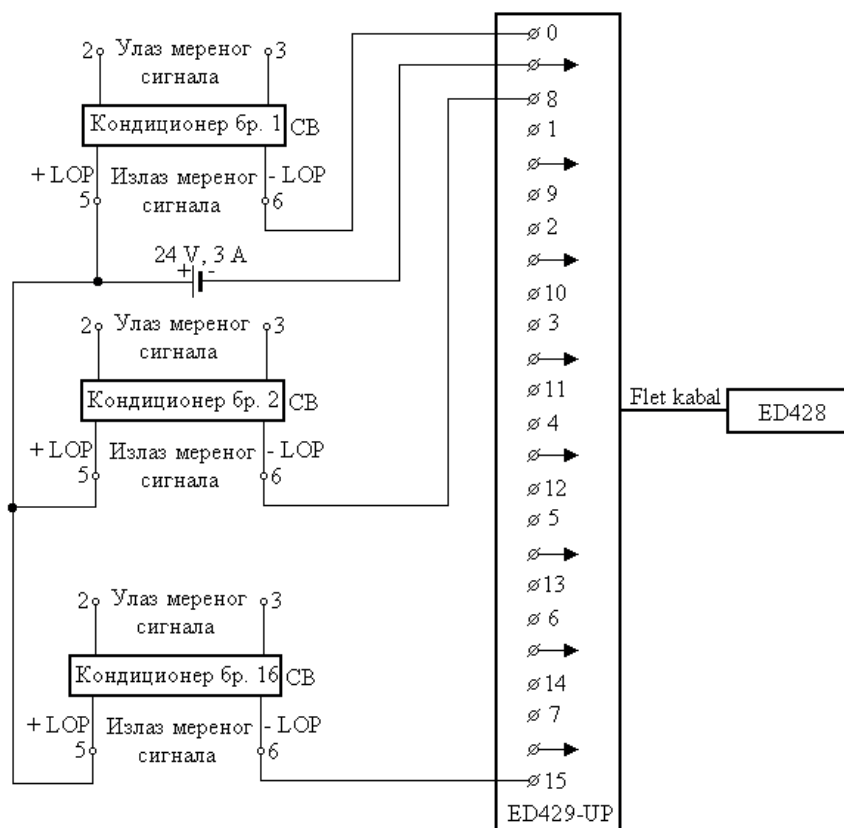 2 Улаз мереног 3
сигнала
Кондиционер бр. 1 СВ
+ LOP Излаз мереног - LOP
5 сигнала 6
24 V, 3 A
+ -
2 Улаз мереног 3
сигнала
Кондиционер бр. 2 СВ
+ LOP Излаз мереног - LOP
5 сигнала 6
2 Улаз мереног 3
сигнала
Кондиционер бр. 16 СВ
+ LOP Излаз мереног - LOP
5 сигнала 6
0
8
1
9
2
10
3
11
4
12
5
13
6
14
7
15
ED429-UP
Flet kabal
ED428